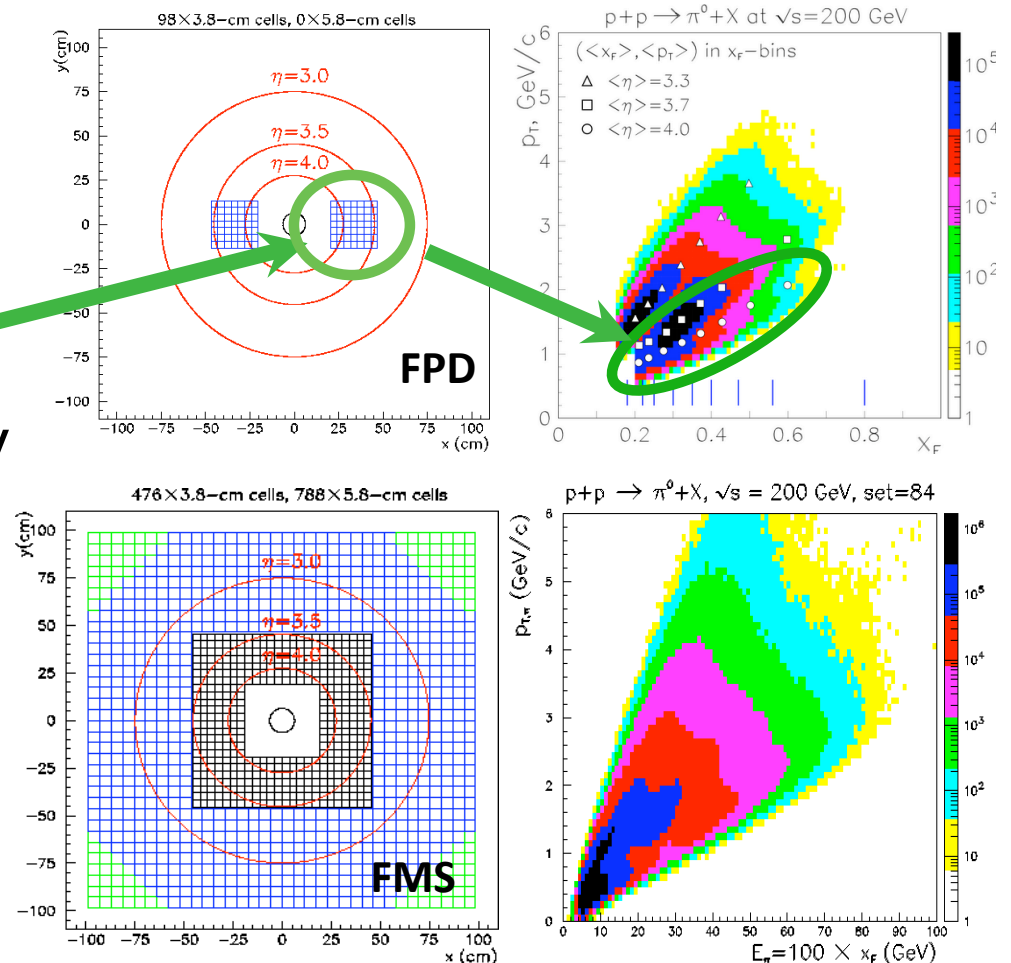 98×3.8−cm cells, 0×5.8−cm cells
y(cm)
100
75
50
25
0
−25
−50
−75
−100
η=3.0
η=3.5
η=4.0
FPD
−100 −75 −50 −25 0 25 50 75 100
x (cm)
p+p → π⁰+X at √s=200 GeV
p_T, GeV/c
6
5
4
3
2
1
0
(<x_F>,<p_T>) in x_F−bins
<η>=3.3
<η>=3.7
<η>=4.0
0 0.2 0.4 0.6 0.8
X_F
10⁵
10⁴
10³
10²
10
1
476×3.8−cm cells, 788×5.8−cm cells
y(cm)
100
75
50
25
0
−25
−50
−75
−100
η=3.0
η=3.5
η=4.0
FMS
−100 −75 −50 −25 0 25 50 75 100
x (cm)
p+p → π⁰+X, √s = 200 GeV, set=84
p_T,π (GeV/c)
6
5
4
3
2
1
0
0 10 20 30 40 50 60 70 80 90 100
E_π=100 × x_F (GeV)
10⁶
10⁵
10⁴
10³
10²
10
1